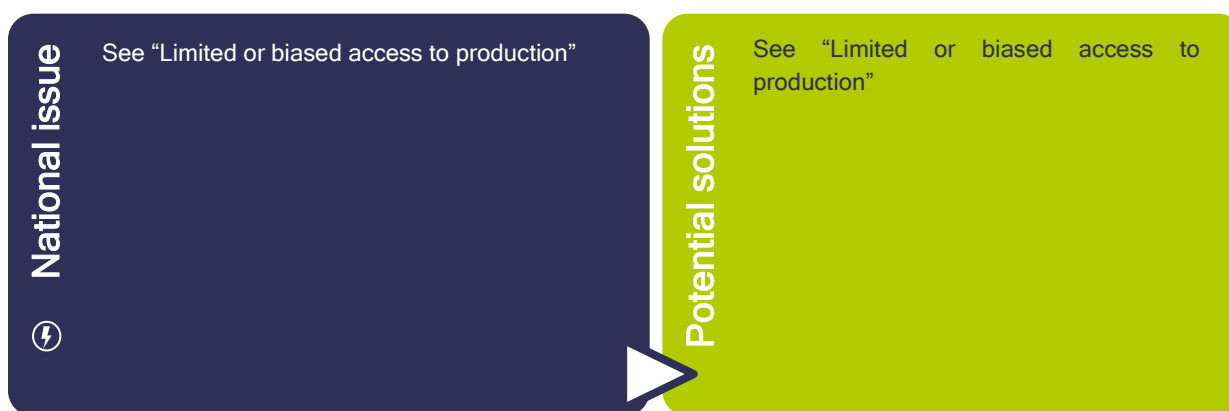 National issue
See “Limited or biased access to production”
Potential solutions
See “Limited or biased access to
production”